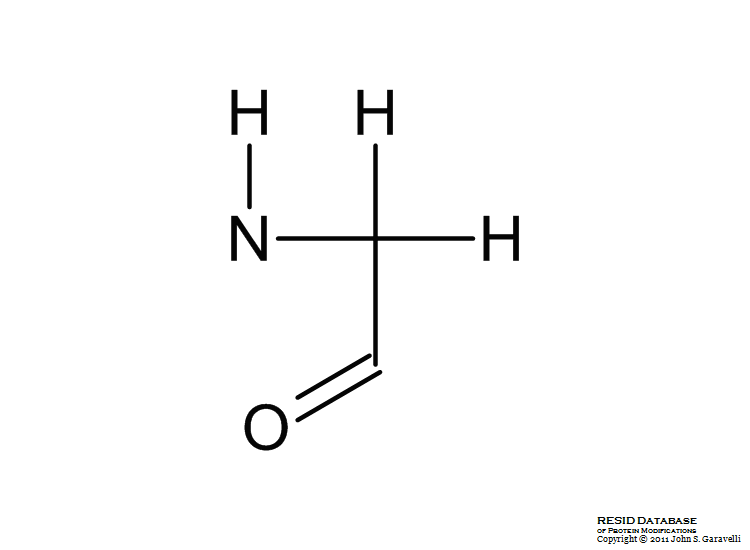 H H
N H
O
RESID DATABASE
OF PROTEIN MODIFICATIONS
Copyright © 2011 John S. Garavelli